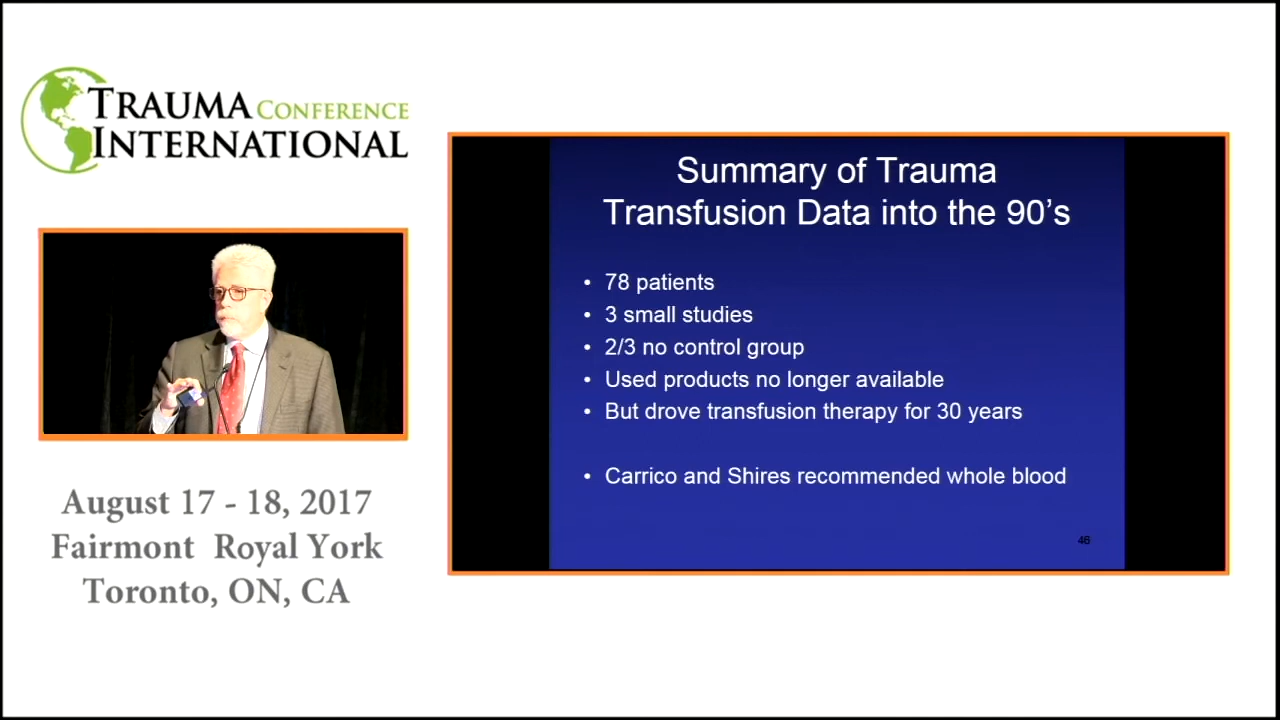 TRAUMA CONFERENCE
INTERNATIONAL
August 17 - 18, 2017
Fairmont Royal York
Toronto, ON, CA
Summary of Trauma
Transfusion Data into the 90's
• 78 patients
• 3 small studies
• 2/3 no control group
• Used products no longer available
• But drove transfusion therapy for 30 years
• Carrico and Shires recommended whole blood
46